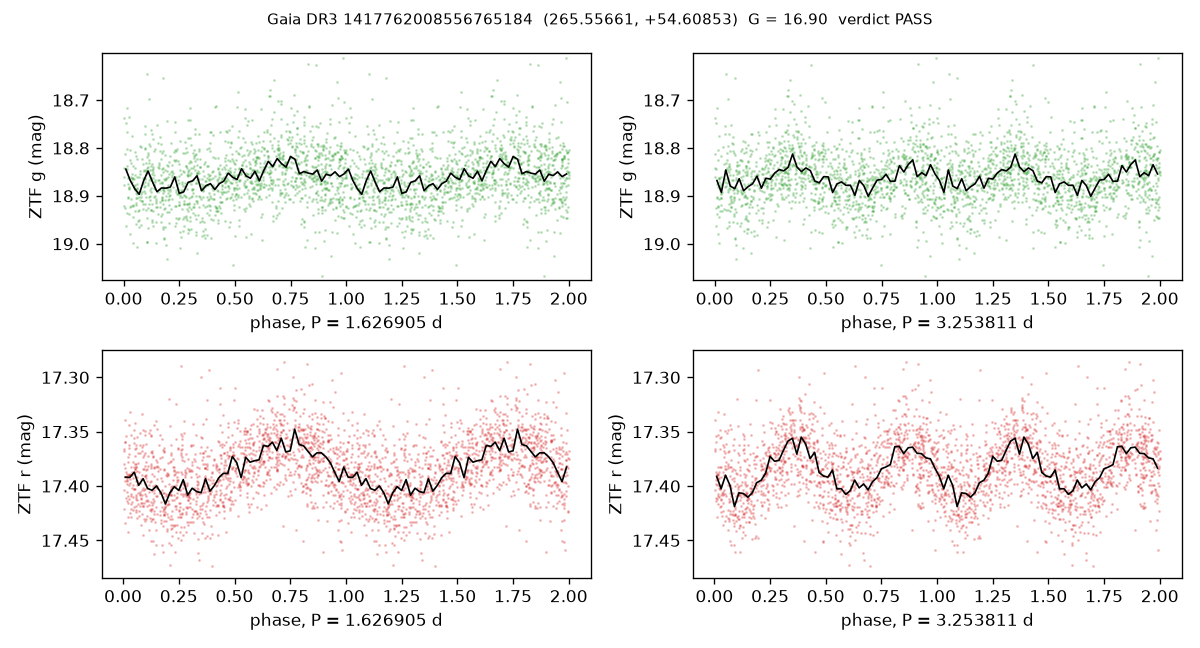 Gaia DR3 1417762008556765184 (265.55661, +54.60853) G = 16.90 verdict PASS
ZTF g (mag)
18.7
18.8
18.9
19.0
0.00 0.25 0.50 0.75 1.00 1.25 1.50 1.75 2.00
phase, P = 1.626905 d
ZTF g (mag)
18.7
18.8
18.9
19.0
0.00 0.25 0.50 0.75 1.00 1.25 1.50 1.75 2.00
phase, P = 3.253811 d
ZTF r (mag)
17.30
17.35
17.40
17.45
0.00 0.25 0.50 0.75 1.00 1.25 1.50 1.75 2.00
phase, P = 1.626905 d
ZTF r (mag)
17.30
17.35
17.40
17.45
0.00 0.25 0.50 0.75 1.00 1.25 1.50 1.75 2.00
phase, P = 3.253811 d